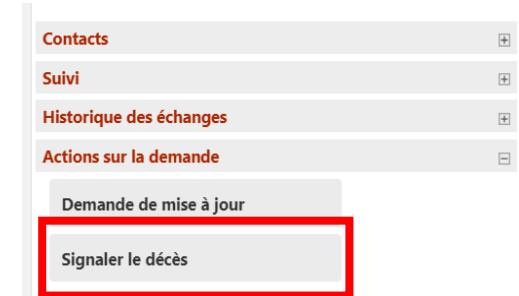 Contacts
Suivi
Historique des échanges
Actions sur la demande
Demande de mise à jour
Signaler le décès